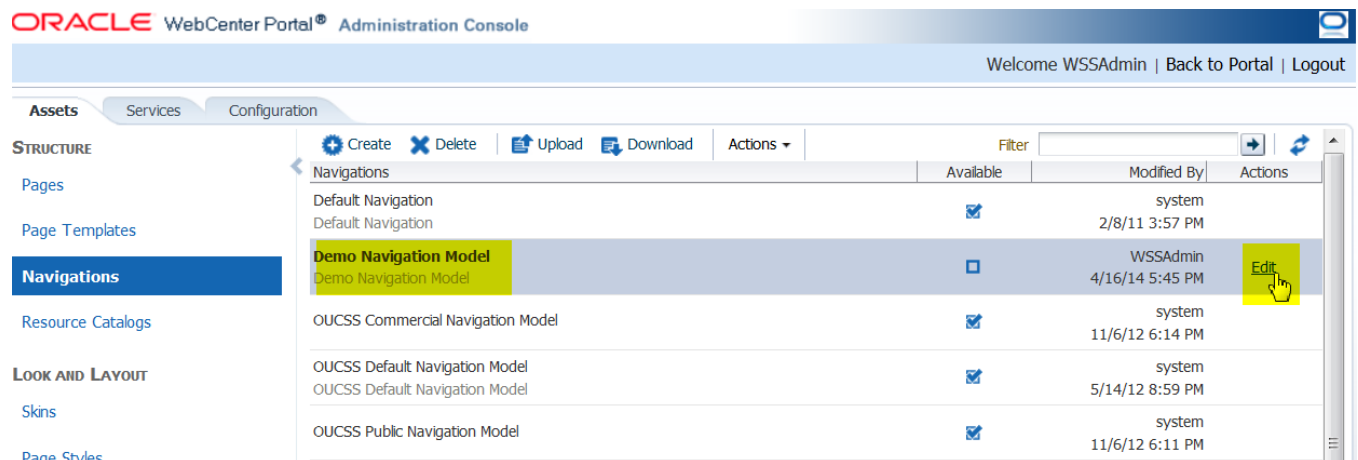 ORACLE WebCenter Portal® Administration Console
Welcome WSSAdmin | Back to Portal | Logout
Assets Services Configuration
STRUCTURE
Pages
Page Templates
Navigations
Resource Catalogs
LOOK AND LAYOUT
Skins
Page Styles
Create Delete Upload Download Actions Filter
Navigations Available Modified By Actions
Default Navigation system
Default Navigation 2/8/11 3:57 PM
Demo Navigation Model WSSAdmin Edit
Demo Navigation Model 4/16/14 5:45 PM
OUCSS Commercial Navigation Model system
11/6/12 6:14 PM
OUCSS Default Navigation Model system
OUCSS Default Navigation Model 5/14/12 8:59 PM
OUCSS Public Navigation Model system
11/6/12 6:11 PM